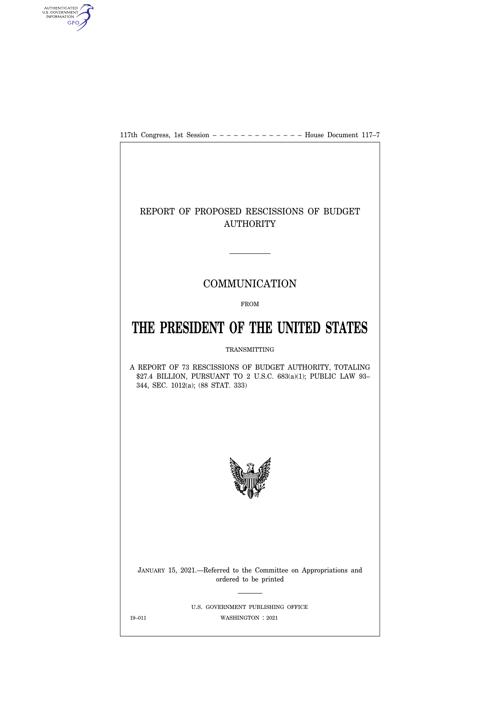 AUTHENTICATED
U.S. GOVERNMENT
INFORMATION
GPO
117th Congress, 1st Session – – – – – – – – – – – – – House Document 117–7
REPORT OF PROPOSED RESCISSIONS OF BUDGET
AUTHORITY
COMMUNICATION
FROM
THE PRESIDENT OF THE UNITED STATES
TRANSMITTING
A REPORT OF 73 RESCISSIONS OF BUDGET AUTHORITY, TOTALING
$27.4 BILLION, PURSUANT TO 2 U.S.C. 683(a)(1); PUBLIC LAW 93–
344, SEC. 1012(a); (88 STAT. 333)
JANUARY 15, 2021.—Referred to the Committee on Appropriations and
ordered to be printed
U.S. GOVERNMENT PUBLISHING OFFICE
19–011 WASHINGTON : 2021